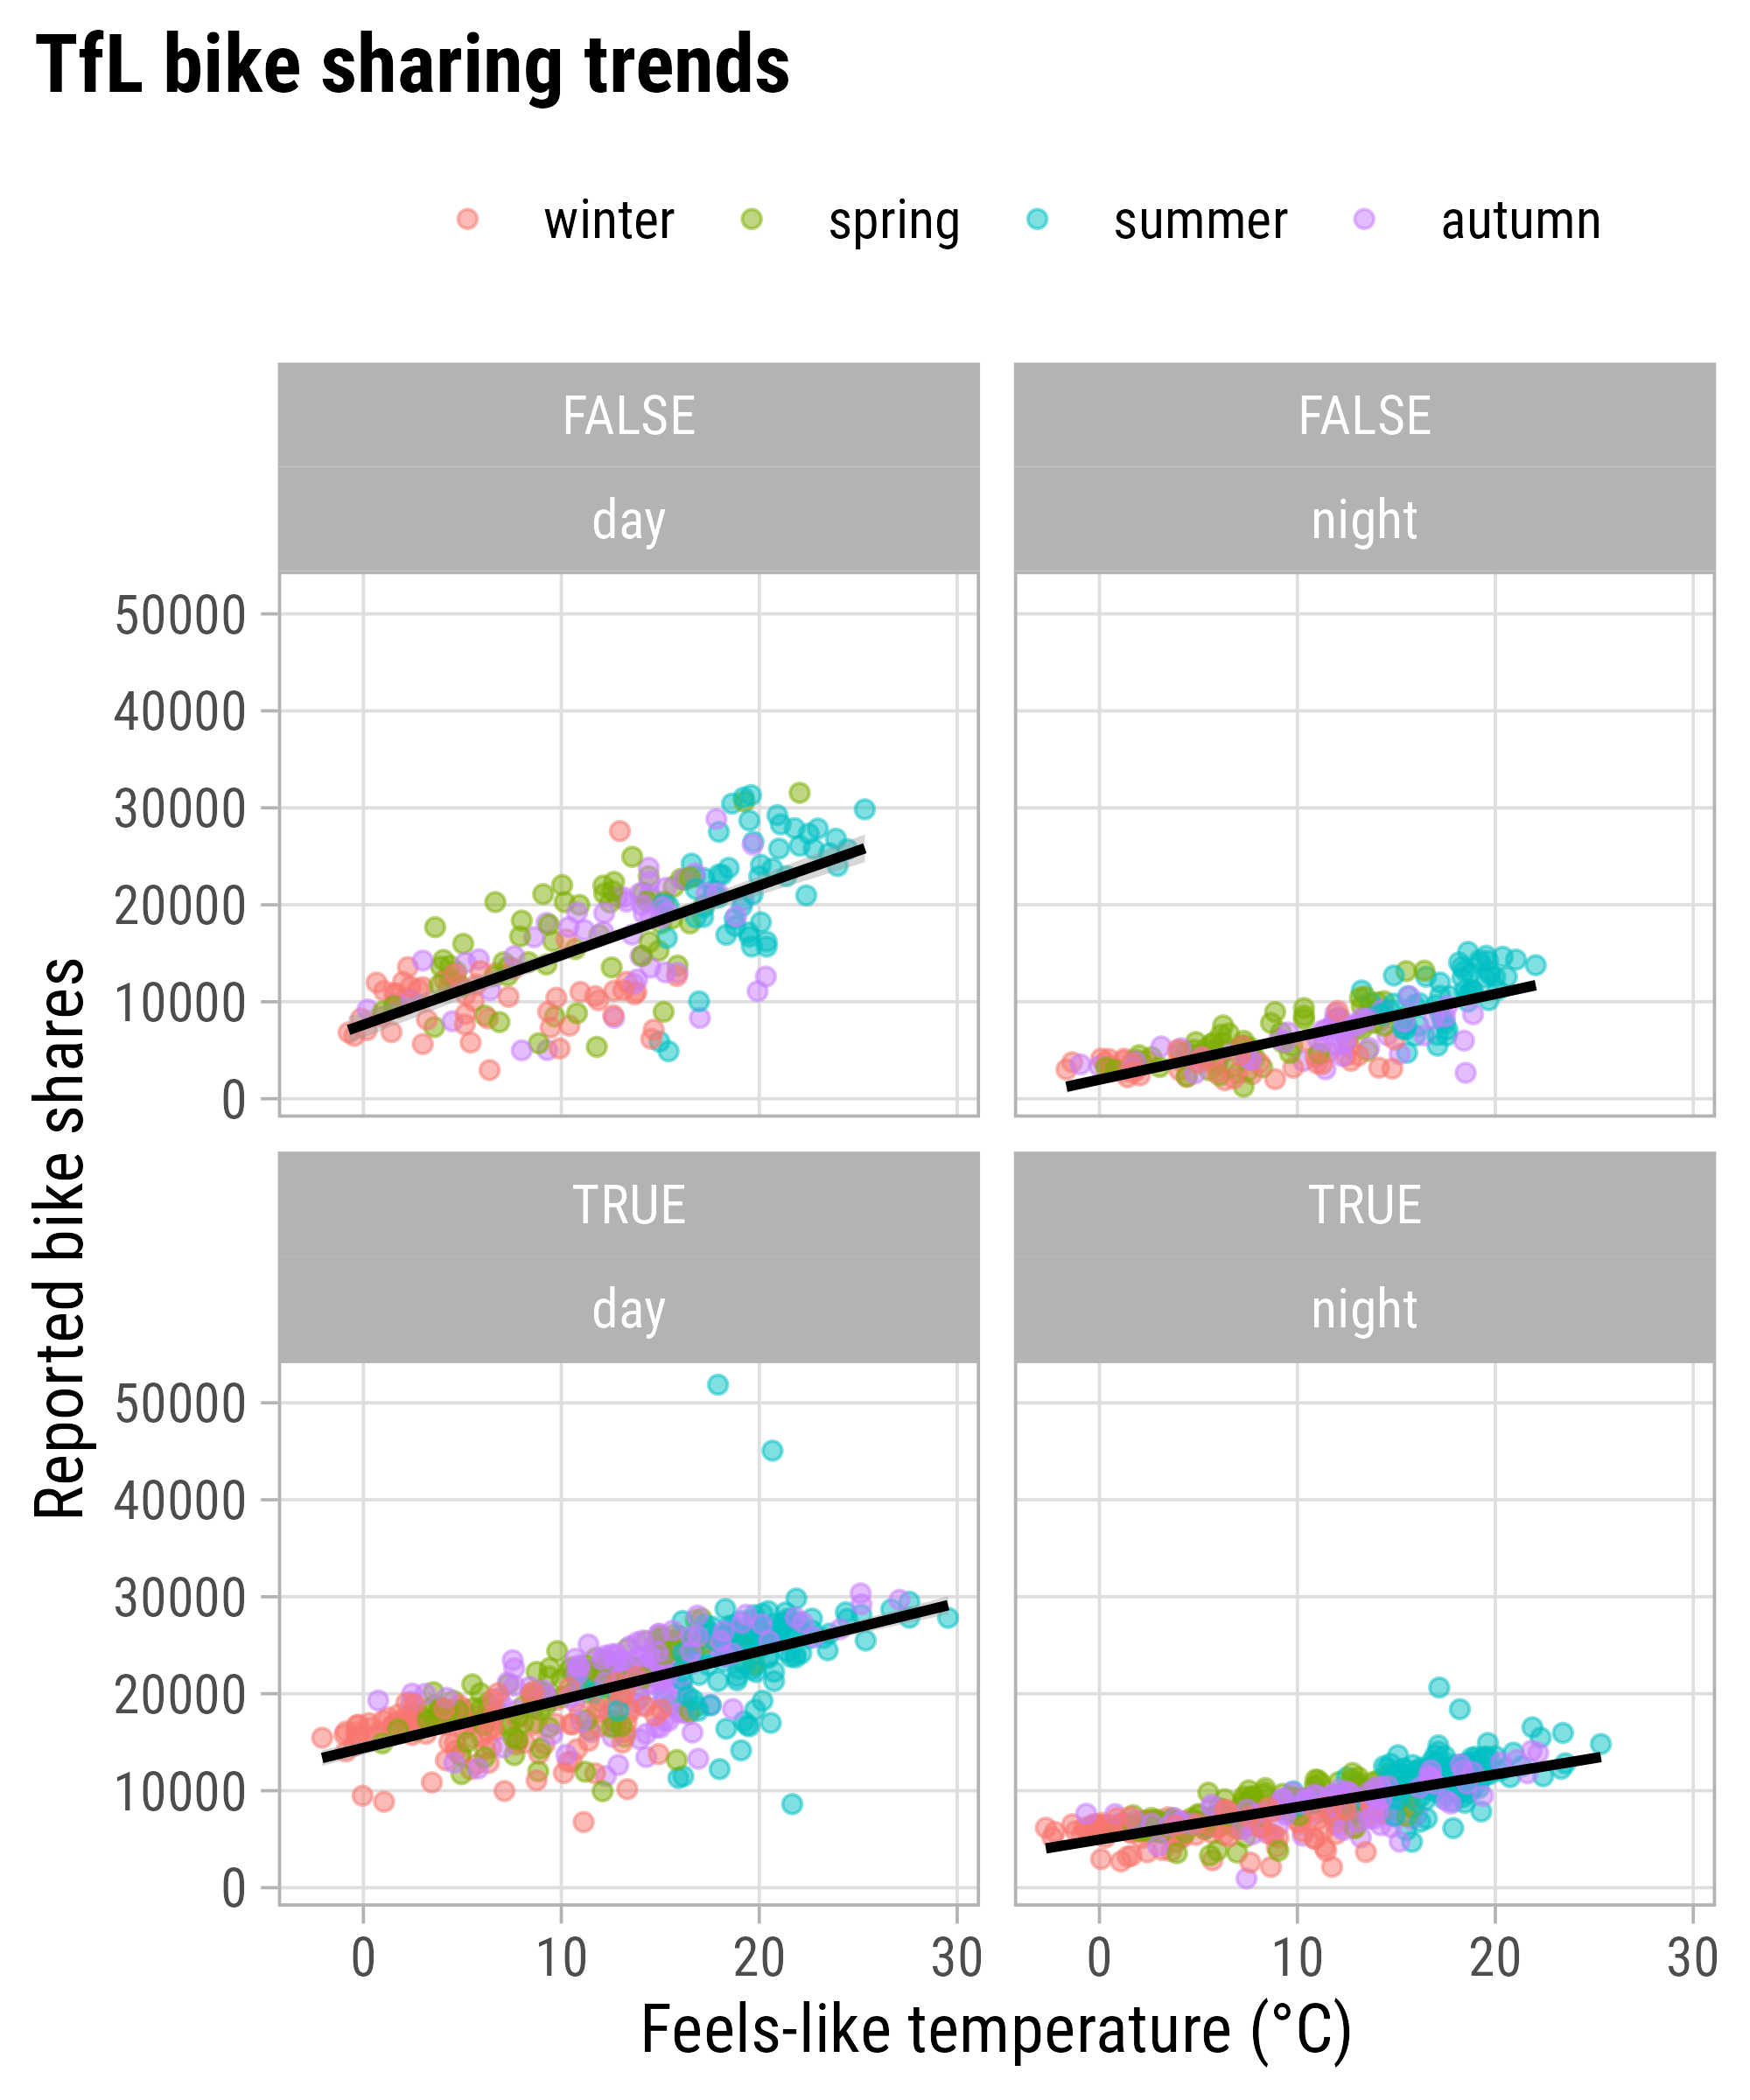 TfL bike sharing trends
winter spring summer autumn
FALSE FALSE
day night
50000
40000
30000
20000
10000
0
TRUE TRUE
day night
50000
40000
30000
20000
10000
0
0 10 20 30 0 10 20 30
Feels-like temperature (°C)
Reported bike shares